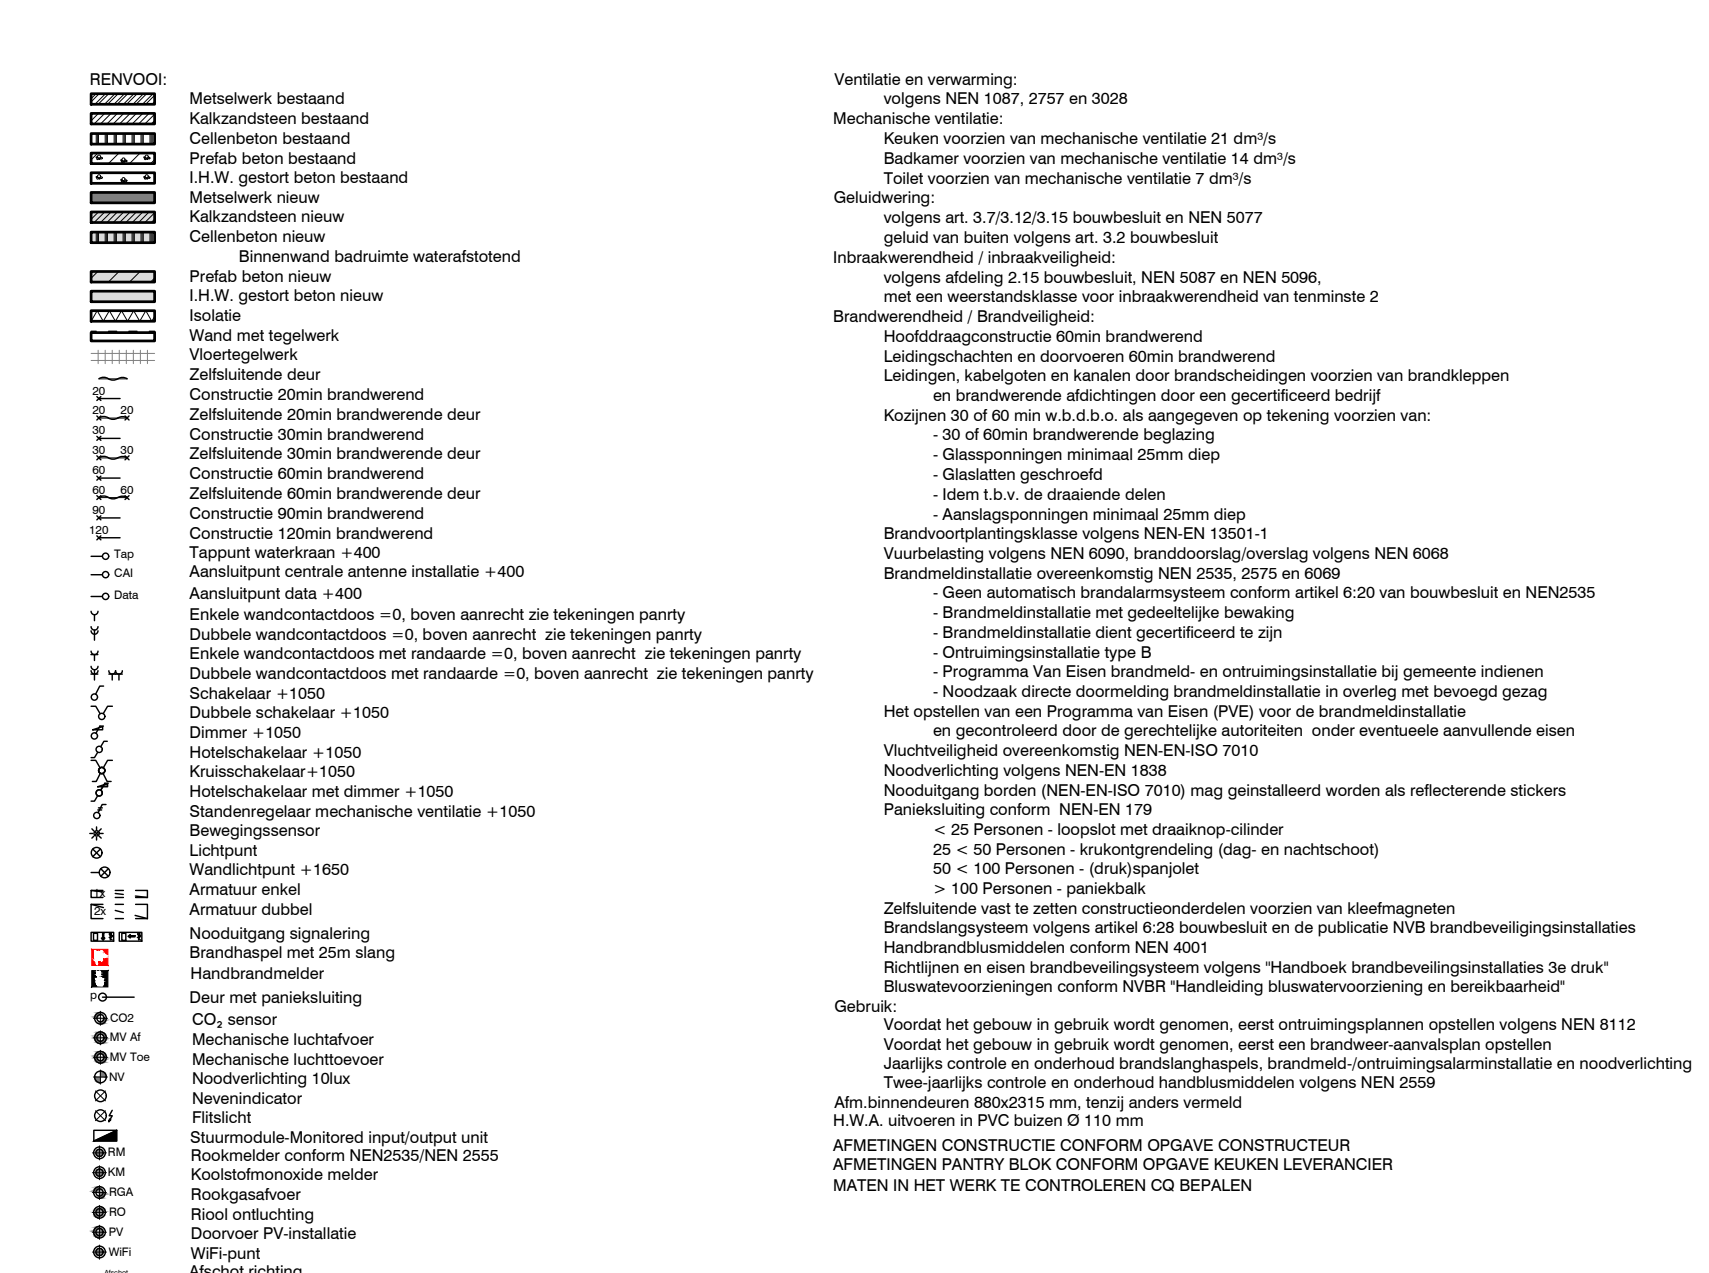 RENVOOI:
Metselwerk bestaand
Kalkzandsteen bestaand
Cellenbeton bestaand
Prefab beton bestaand
I.H.W. gestort beton bestaand
Metselwerk nieuw
Kalkzandsteen nieuw
Cellenbeton nieuw
Binnenwand badruimte waterafstotend
Prefab beton nieuw
I.H.W. gestort beton nieuw
Isolatie
Wand met tegelwerk
Vloertegelwerk
Zelfsluitende deur
20 Constructie 20min brandwerend
20 20 Zelfsluitende 20min brandwerende deur
30 Constructie 30min brandwerend
30 30 Zelfsluitende 30min brandwerende deur
60 Constructie 60min brandwerend
60 60 Zelfsluitende 60min brandwerende deur
90 Constructie 90min brandwerend
120 Constructie 120min brandwerend
Tap Tappunt waterkraan +400
CAI Aansluitpunt centrale antenne installatie +400
Data Aansluitpunt data +400
Enkele wandcontactdoos =0, boven aanrecht zie tekeningen panrty
Dubbele wandcontactdoos =0, boven aanrecht zie tekeningen panrty
Enkele wandcontactdoos met randaarde =0, boven aanrecht zie tekeningen panrty
Dubbele wandcontactdoos met randaarde =0, boven aanrecht zie tekeningen panrty
Schakelaar +1050
Dubbele schakelaar +1050
Dimmer +1050
Hotelschakelaar +1050
Kruisschakelaar+1050
Hotelschakelaar met dimmer +1050
Standenregelaar mechanische ventilatie +1050
Bewegingssensor
Lichtpunt
Wandlichtpunt +1650
1x Armatuur enkel
2x Armatuur dubbel
Nooduitgang signalering
Brandhaspel met 25m slang
Handbrandmelder
p Deur met panieksluiting
CO2 CO₂ sensor
MV Af Mechanische luchtafvoer
MV Toe Mechanische luchttoevoer
NV Noodverlichting 10lux
Nevenindicator
Flitslicht
Stuurmodule-Monitored input/output unit
RM Rookmelder conform NEN2535/NEN 2555
KM Koolstofmonoxide melder
RGA Rookgasafvoer
RO Riool ontluchting
PV Doorvoer PV-installatie
WiFi WiFi-punt
Afschot Afschot richting
Ventilatie en verwarming:
volgens NEN 1087, 2757 en 3028
Mechanische ventilatie:
Keuken voorzien van mechanische ventilatie 21 dm³/s
Badkamer voorzien van mechanische ventilatie 14 dm³/s
Toilet voorzien van mechanische ventilatie 7 dm³/s
Geluidwering:
volgens art. 3.7/3.12/3.15 bouwbesluit en NEN 5077
geluid van buiten volgens art. 3.2 bouwbesluit
Inbraakwerendheid / inbraakveiligheid:
volgens afdeling 2.15 bouwbesluit, NEN 5087 en NEN 5096,
met een weerstandsklasse voor inbraakwerendheid van tenminste 2
Brandwerendheid / Brandveiligheid:
Hoofddraagconstructie 60min brandwerend
Leidingschachten en doorvoeren 60min brandwerend
Leidingen, kabelgoten en kanalen door brandscheidingen voorzien van brandkleppen
en brandwerende afdichtingen door een gecertificeerd bedrijf
Kozijnen 30 of 60 min w.b.d.b.o. als aangegeven op tekening voorzien van:
- 30 of 60min brandwerende beglazing
- Glassponningen minimaal 25mm diep
- Glaslatten geschroefd
- Idem t.b.v. de draaiende delen
- Aanslagsponningen minimaal 25mm diep
Brandvoortplantingsklasse volgens NEN-EN 13501-1
Vuurbelasting volgens NEN 6090, branddoorslag/overslag volgens NEN 6068
Brandmeldinstallatie overeenkomstig NEN 2535, 2575 en 6069
- Geen automatisch brandalarmsysteem conform artikel 6:20 van bouwbesluit en NEN2535
- Brandmeldinstallatie met gedeeltelijke bewaking
- Brandmeldinstallatie dient gecertificeerd te zijn
- Ontruimingsinstallatie type B
- Programma Van Eisen brandmeld- en ontruimingsinstallatie bij gemeente indienen
- Noodzaak directe doormelding brandmeldinstallatie in overleg met bevoegd gezag
Het opstellen van een Programma van Eisen (PVE) voor de brandmeldinstallatie
en gecontroleerd door de gerechtelijke autoriteiten onder eventueele aanvullende eisen
Vluchtveiligheid overeenkomstig NEN-EN-ISO 7010
Noodverlichting volgens NEN-EN 1838
Nooduitgang borden (NEN-EN-ISO 7010) mag geinstalleerd worden als reflecterende stickers
Panieksluiting conform NEN-EN 179
< 25 Personen - loopslot met draaiknop-cilinder
25 < 50 Personen - krukontgrendeling (dag- en nachtschoot)
50 < 100 Personen - (druk)spanjolet
> 100 Personen - paniekbalk
Zelfsluitende vast te zetten constructieonderdelen voorzien van kleefmagneten
Brandslangsysteem volgens artikel 6:28 bouwbesluit en de publicatie NVB brandbeveiligingsinstallaties
Handbrandblusmiddelen conform NEN 4001
Richtlijnen en eisen brandbeveilingsysteem volgens "Handboek brandbeveilingsinstallaties 3e druk"
Bluswatevoorzieningen conform NVBR "Handleiding bluswatervoorziening en bereikbaarheid"
Gebruik:
Voordat het gebouw in gebruik wordt genomen, eerst ontruimingsplannen opstellen volgens NEN 8112
Voordat het gebouw in gebruik wordt genomen, eerst een brandweer-aanvalsplan opstellen
Jaarlijks controle en onderhoud brandslanghaspels, brandmeld-/ontruimingsalarminstallatie en noodverlichting
Twee-jaarlijks controle en onderhoud handblusmiddelen volgens NEN 2559
Afm.binnendeuren 880x2315 mm, tenzij anders vermeld
H.W.A. uitvoeren in PVC buizen Ø 110 mm
AFMETINGEN CONSTRUCTIE CONFORM OPGAVE CONSTRUCTEUR
AFMETINGEN PANTRY BLOK CONFORM OPGAVE KEUKEN LEVERANCIER
MATEN IN HET WERK TE CONTROLEREN CQ BEPALEN